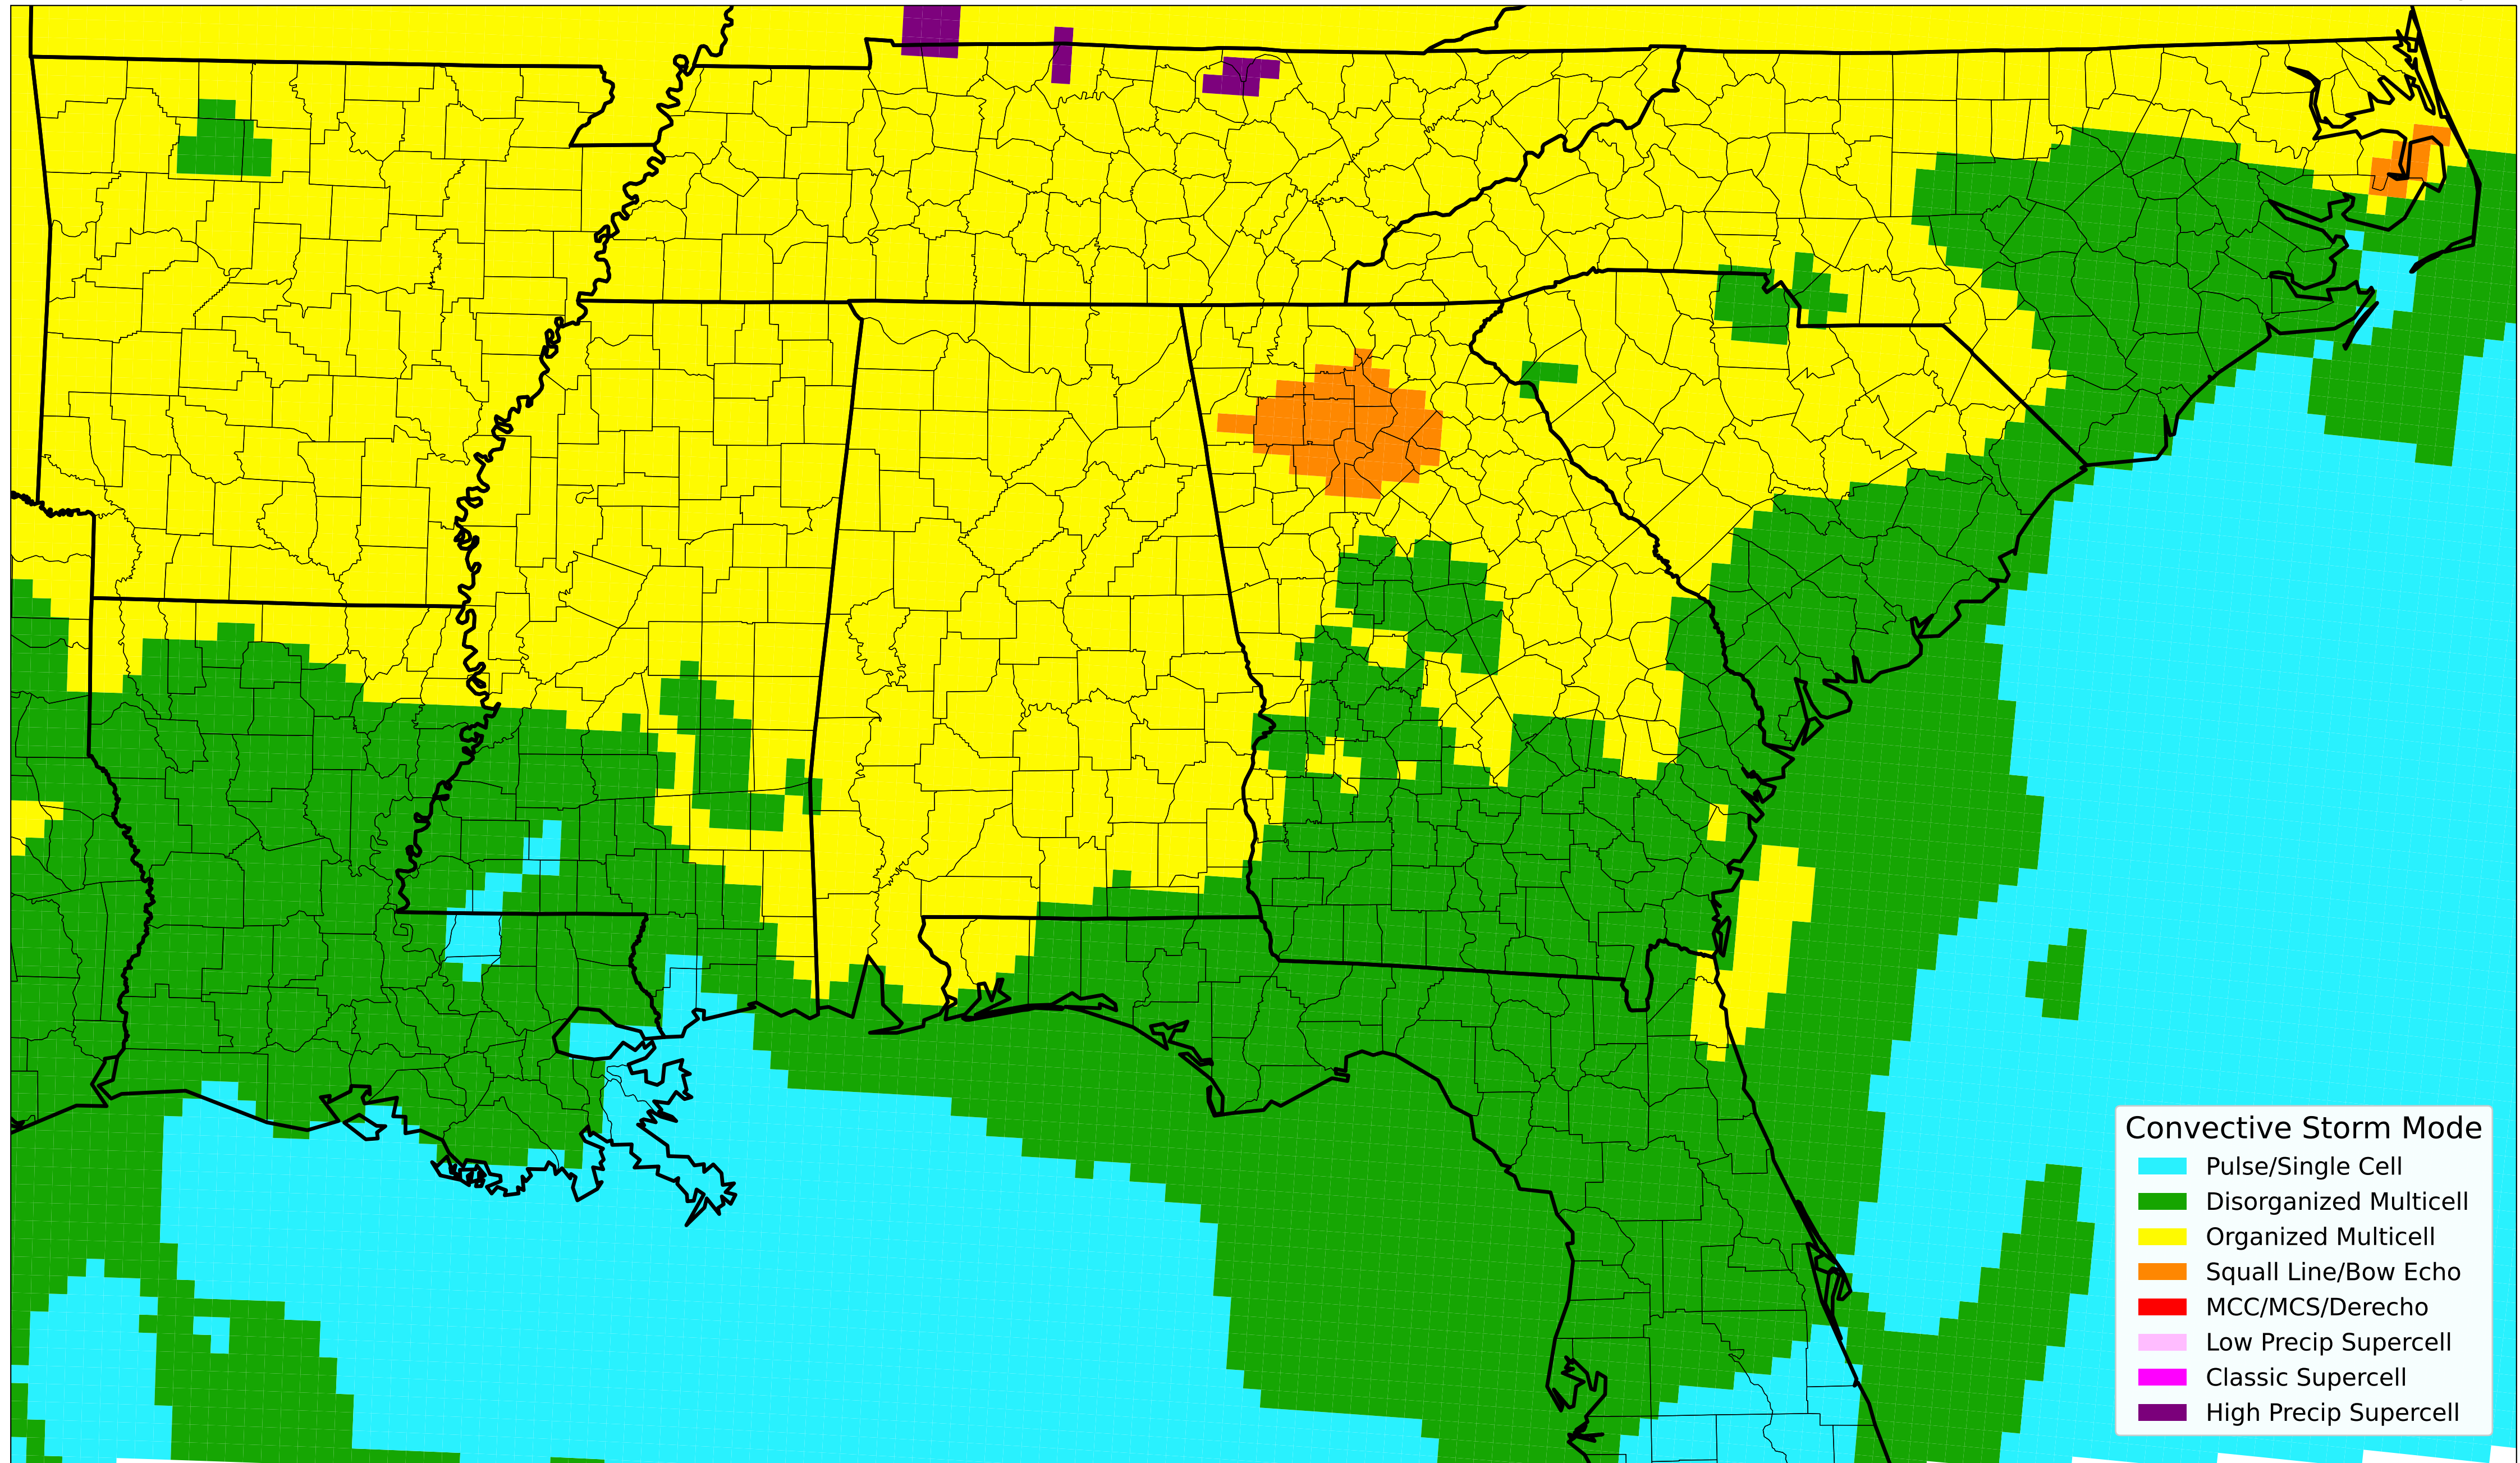 Convective Storm Mode
Pulse/Single Cell
Disorganized Multicell
Organized Multicell
Squall Line/Bow Echo
MCC/MCS/Derecho
Low Precip Supercell
Classic Supercell
High Precip Supercell